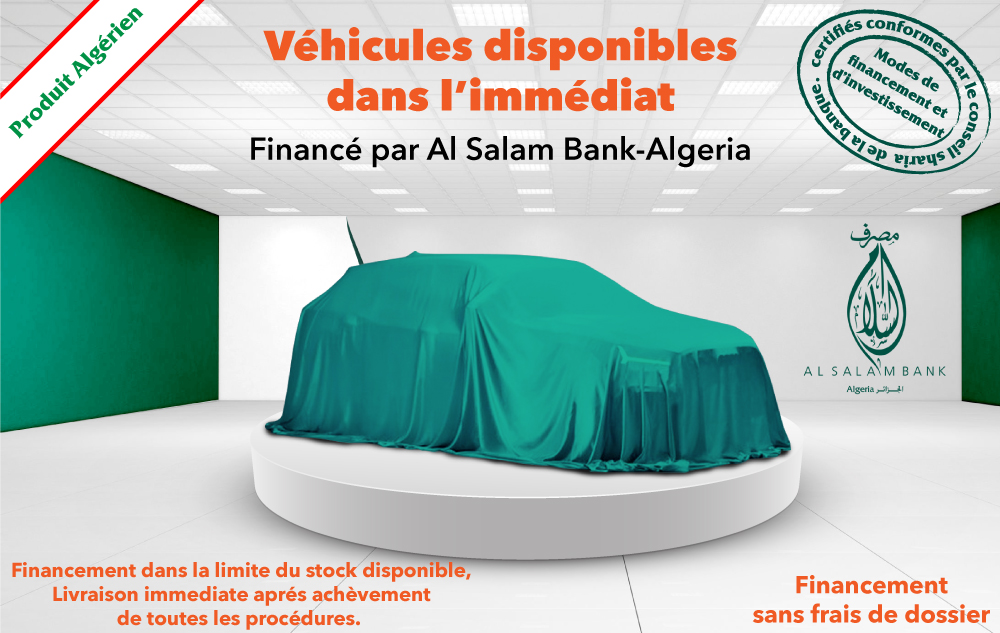 Produit Algérien
Véhicules disponibles
dans l'immédiat
Financé par Al Salam Bank-Algeria
certifiés conformes par le conseil sharia de la banque ·
Modes de
financement et
d'investissement
مصرف
السلام
AL SALAM BANK
Algeria الجـزائـر
Financement dans la limite du stock disponible,
Livraison immediate aprés achèvement
de toutes les procédures.
Financement
sans frais de dossier